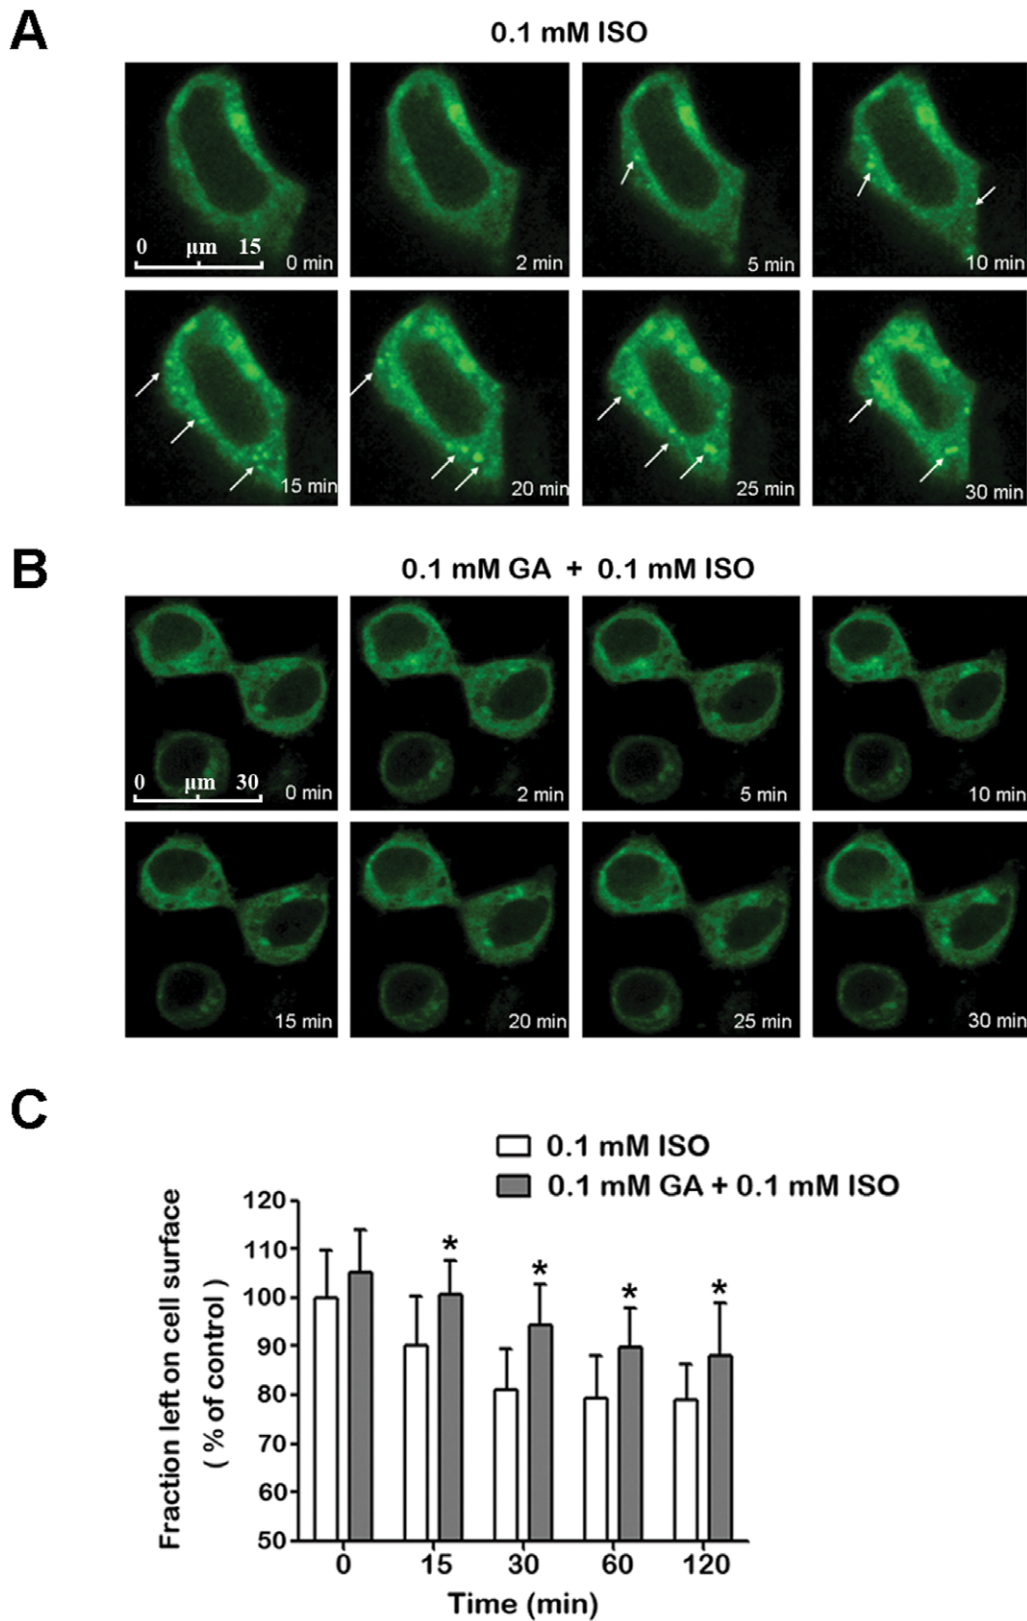 A
0.1 mM ISO
0 µm 15
0 min
2 min
5 min
10 min
15 min
20 min
25 min
30 min
B
0.1 mM GA + 0.1 mM ISO
0 µm 30
0 min
2 min
5 min
10 min
15 min
20 min
25 min
30 min
C
0.1 mM ISO
0.1 mM GA + 0.1 mM ISO
Fraction left on cell surface
( % of control )
120
110
100
90
80
70
60
50
* * * *
0 15 30 60 120
Time (min)